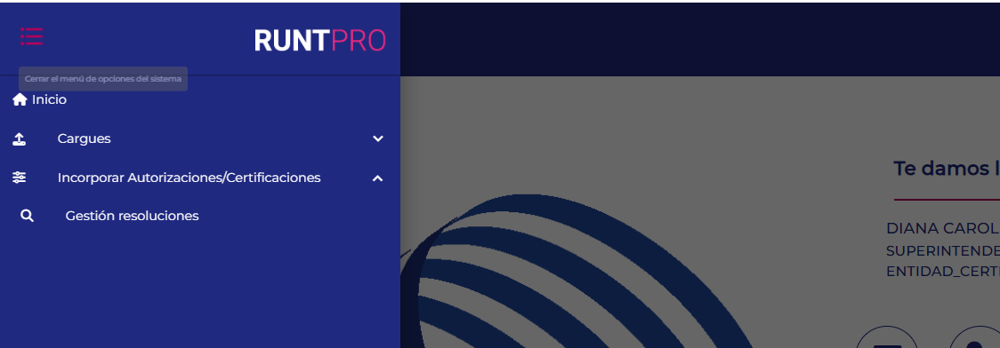 RUNTPRO
Cerrar el menú de opciones del sistema
Inicio
Cargues
Incorporar Autorizaciones/Certificaciones
Gestión resoluciones
Te damos l
DIANA CAROL
SUPERINTENDE
ENTIDAD_CERT